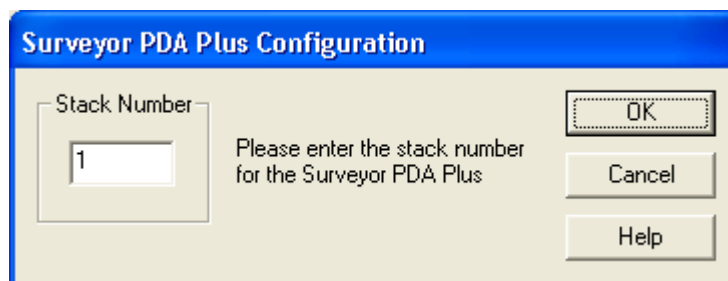 Surveyor PDA Plus Configuration
Stack Number
1
Please enter the stack number
for the Surveyor PDA Plus
OK
Cancel
Help